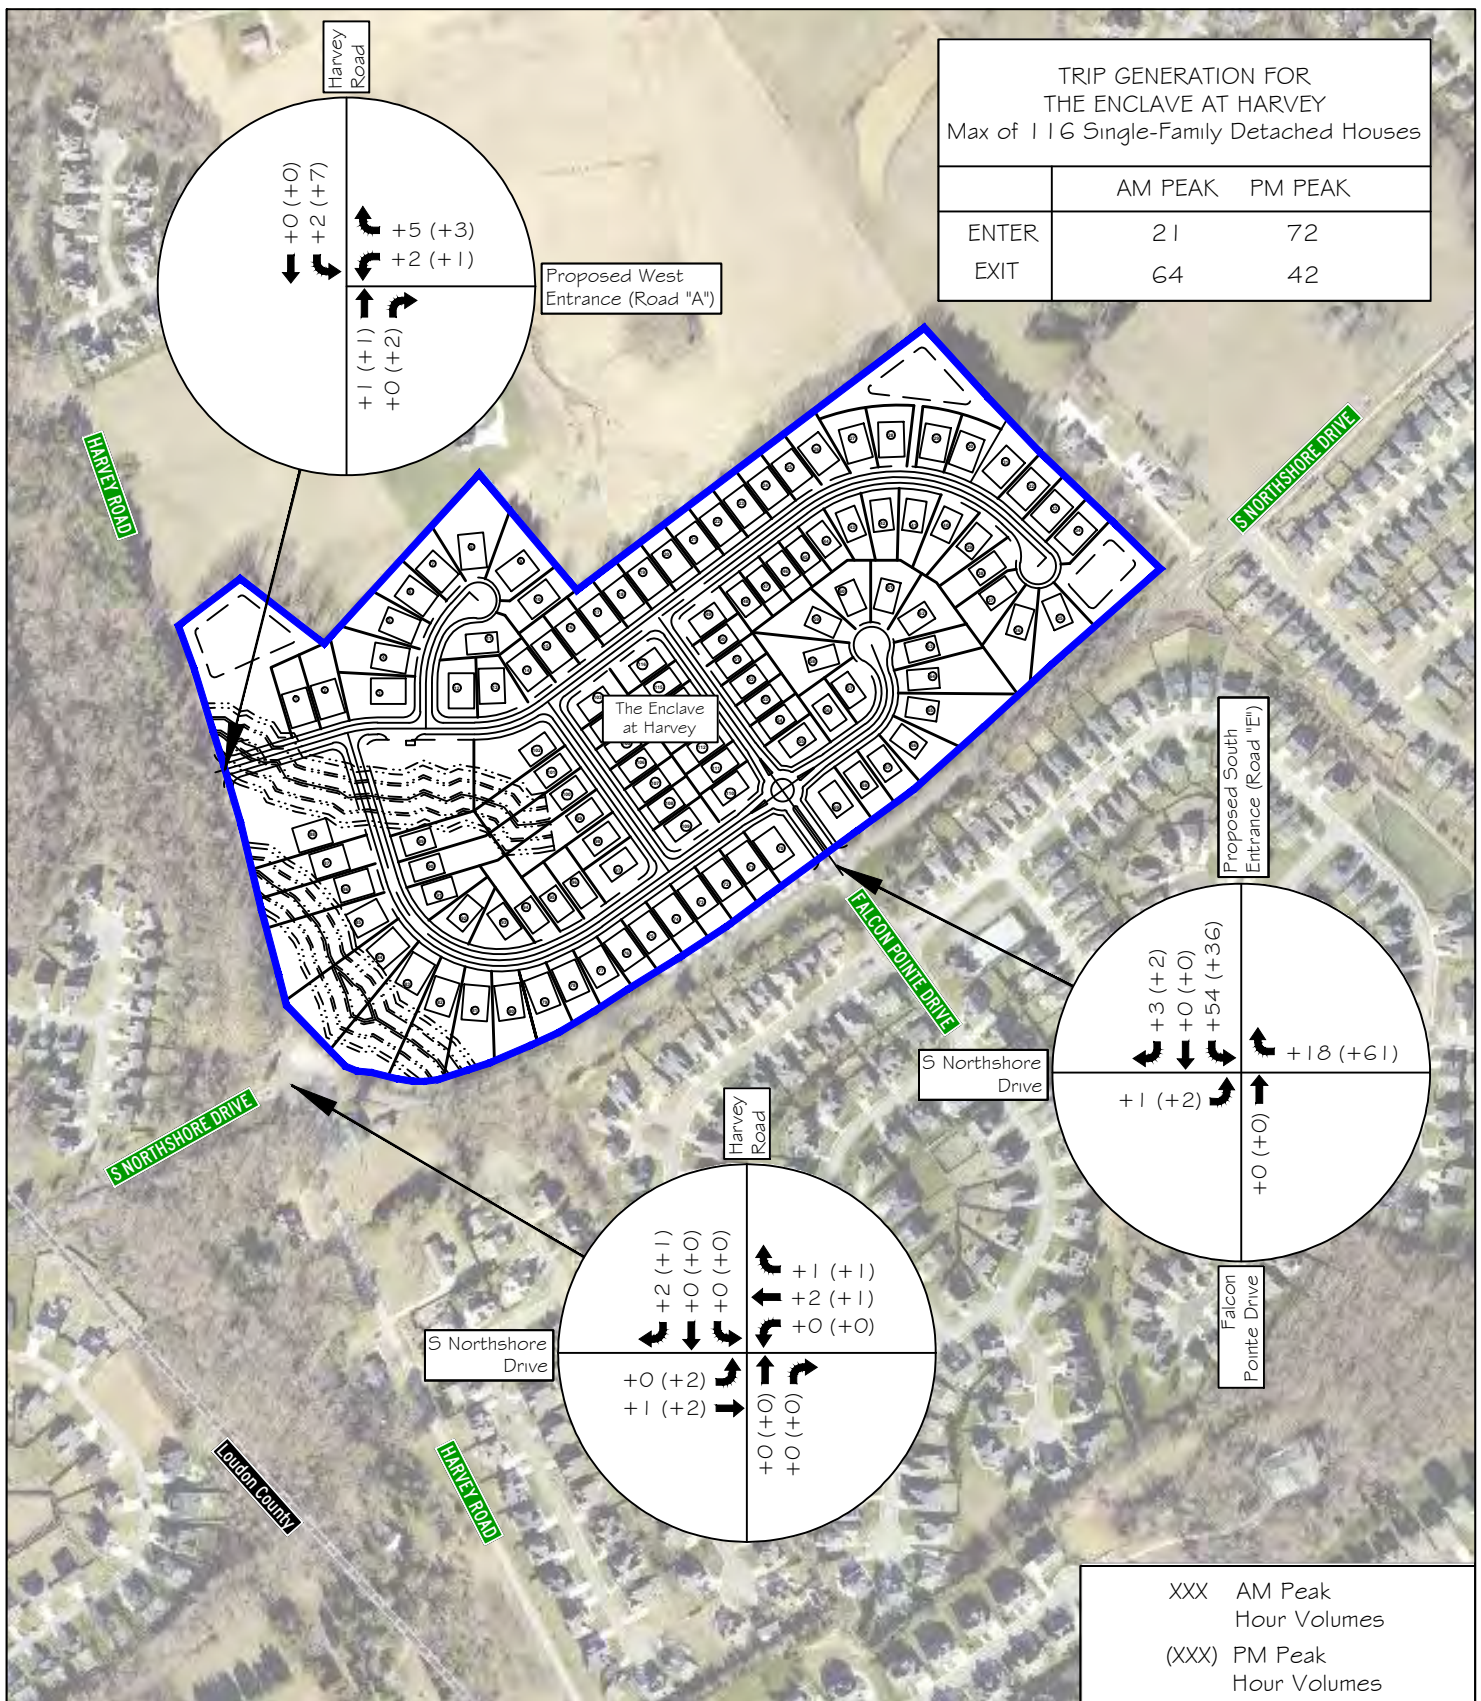 Harvey
Road
TRIP GENERATION FOR
THE ENCLAVE AT HARVEY
Max of 116 Single-Family Detached Houses
AM PEAK PM PEAK
ENTER 21 72
EXIT 64 42
+0 (+0)
+2 (+7)
+5 (+3)
+2 (+1)
+1 (+1)
+0 (+2)
Proposed West
Entrance (Road "A")
HARVEY ROAD
S NORTHSHORE DRIVE
The Enclave
at Harvey
Proposed South
Entrance (Road "E")
FALCON POINTE DRIVE
+3 (+2)
+0 (+0)
+54 (+36)
+18 (+61)
+1 (+2)
+0 (+0)
S Northshore
Drive
Falcon
Pointe Drive
S NORTHSHORE DRIVE
Harvey
Road
+2 (+1)
+0 (+0)
+0 (+0)
+1 (+1)
+2 (+1)
+0 (+0)
S Northshore
Drive
+0 (+2)
+1 (+2)
+0 (+0)
+0 (+0)
Loudon County
HARVEY ROAD
XXX AM Peak
Hour Volumes
(XXX) PM Peak
Hour Volumes